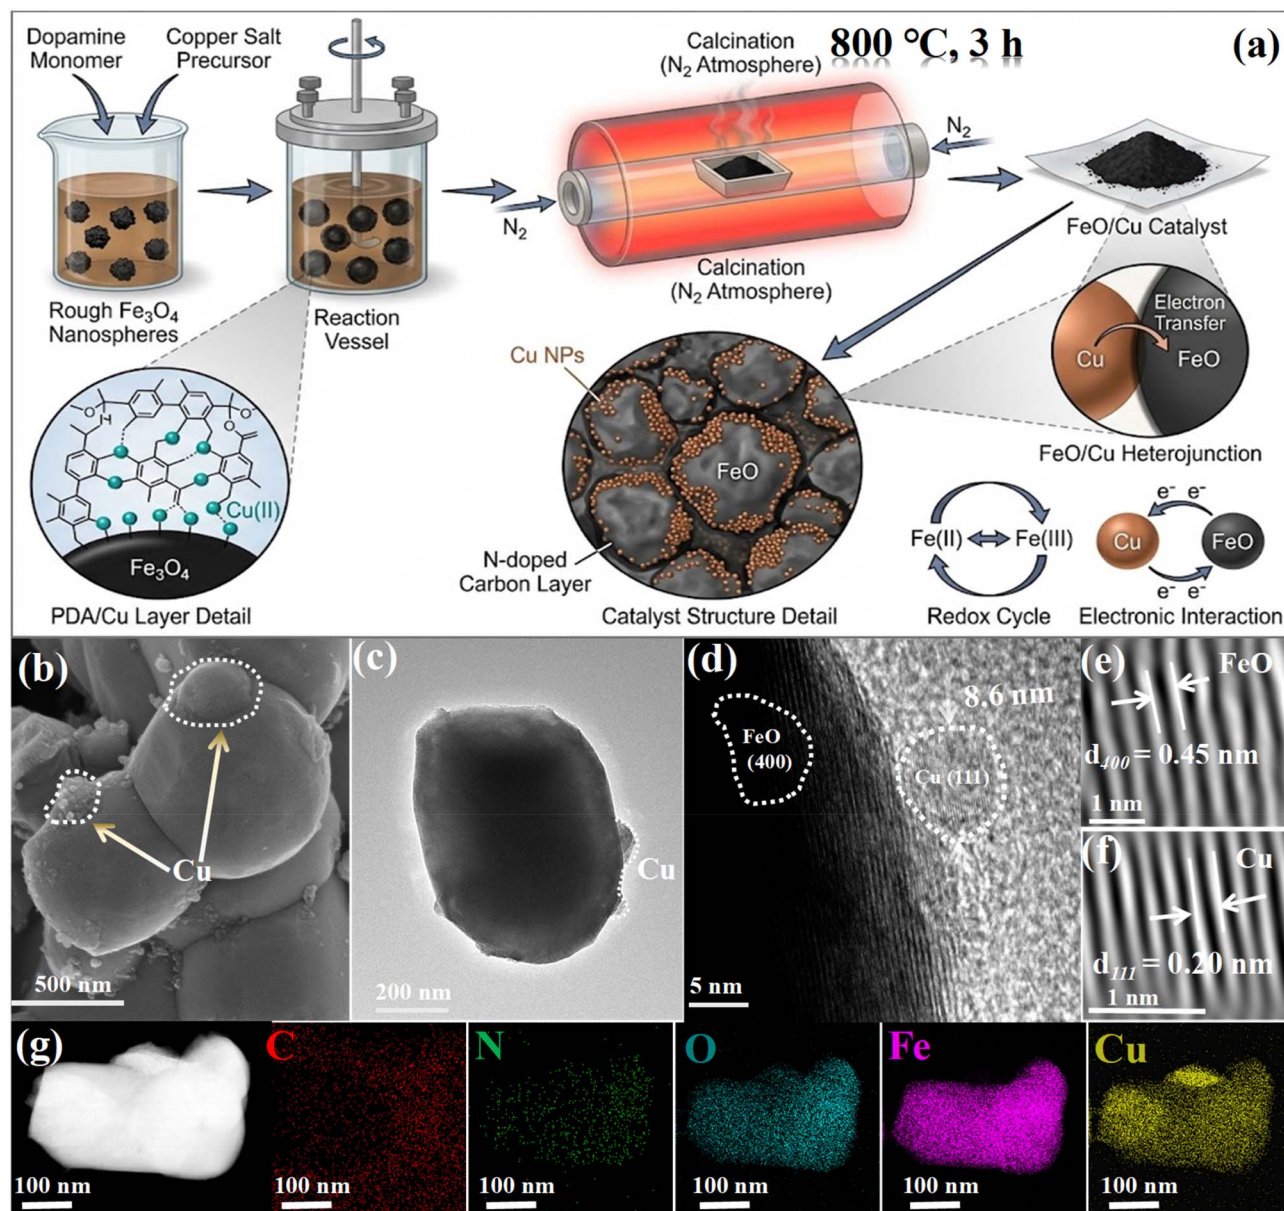 Dopamine
Monomer
Copper Salt
Precursor
Calcination
(N₂ Atmosphere)
800 °C, 3 h
(a)
N₂
N₂
Rough Fe₃O₄
Nanospheres
Reaction
Vessel
Calcination
(N₂ Atmosphere)
FeO/Cu Catalyst
Electron
Transfer
Cu
FeO
FeO/Cu Heterojunction
O
H
O
O
Cu(II)
Fe₃O₄
PDA/Cu Layer Detail
Cu NPs
FeO
N-doped
Carbon Layer
Catalyst Structure Detail
Fe(II)
Fe(III)
Redox Cycle
e⁻ e⁻
Cu
FeO
e⁻ e⁻
Electronic Interaction
(b)
Cu
500 nm
(c)
Cu
200 nm
(d)
8.6 nm
FeO
(400)
Cu (111)
5 nm
(e)
FeO
d₄₀₀ = 0.45 nm
1 nm
(f)
Cu
d₁₁₁ = 0.20 nm
1 nm
(g)
100 nm
C
100 nm
N
100 nm
O
100 nm
Fe
100 nm
Cu
100 nm